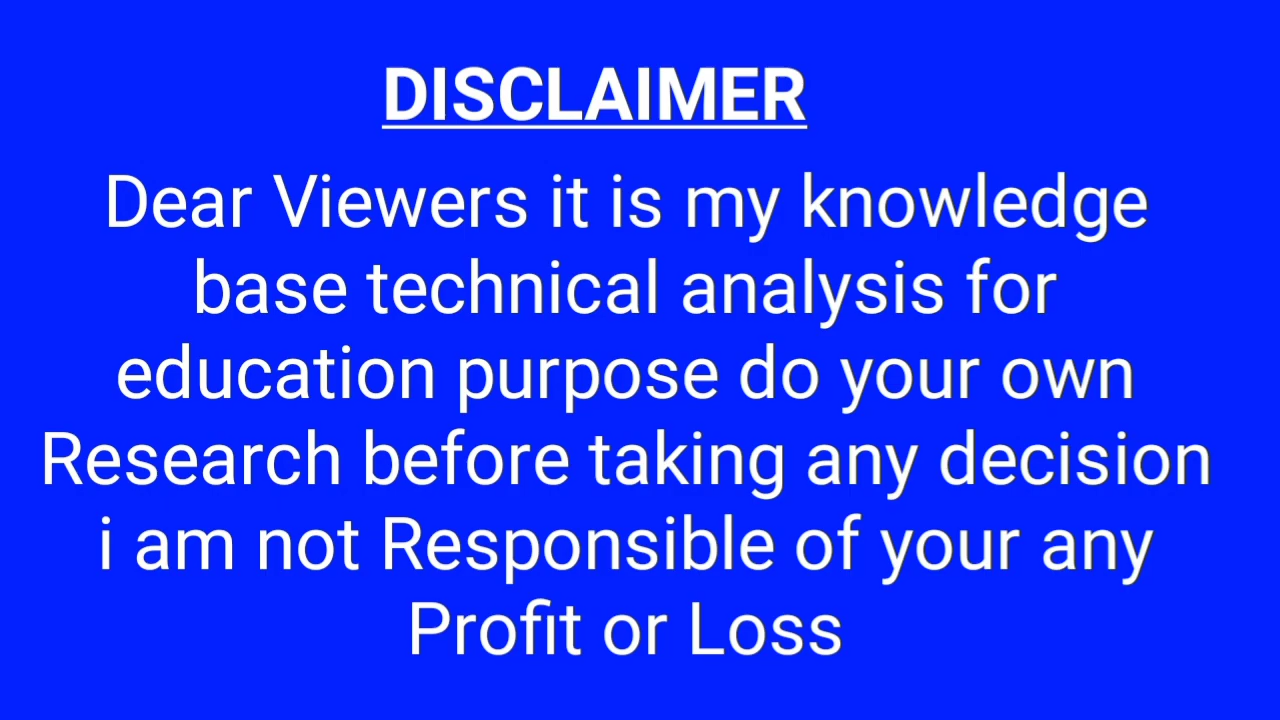 DISCLAIMER
Dear Viewers it is my knowledge
base technical analysis for
education purpose do your own
Research before taking any decision
i am not Responsible of your any
Profit or Loss